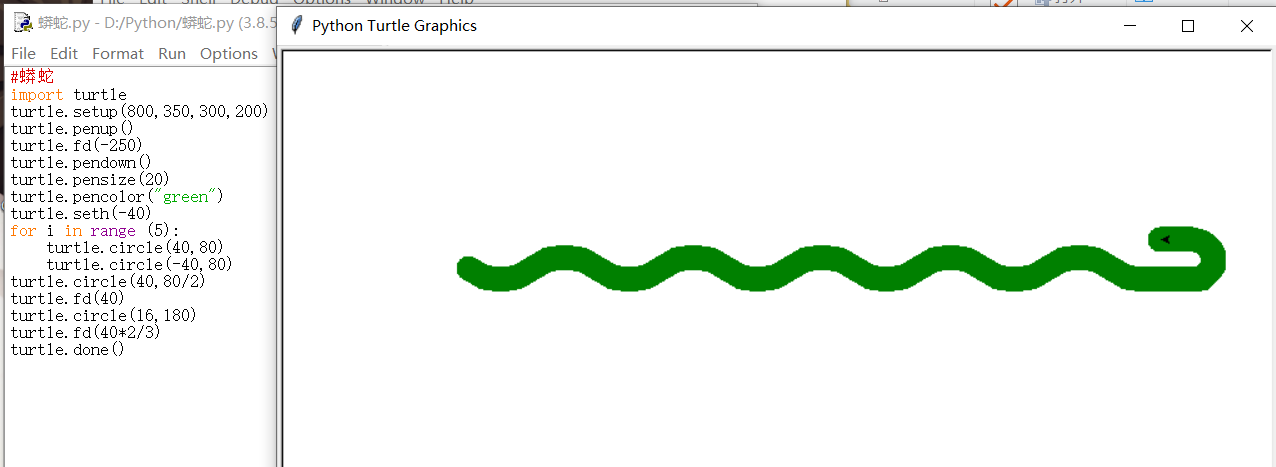 蟒蛇.py - D:/Python/蟒蛇.py (3.8.5
File Edit Format Run Options
#蟒蛇
import turtle
turtle.setup(800,350,300,200)
turtle.penup()
turtle.fd(-250)
turtle.pendown()
turtle.pensize(20)
turtle.pencolor("green")
turtle.seth(-40)
for i in range (5):
    turtle.circle(40,80)
    turtle.circle(-40,80)
turtle.circle(40,80/2)
turtle.fd(40)
turtle.circle(16,180)
turtle.fd(40*2/3)
turtle.done()
Python Turtle Graphics